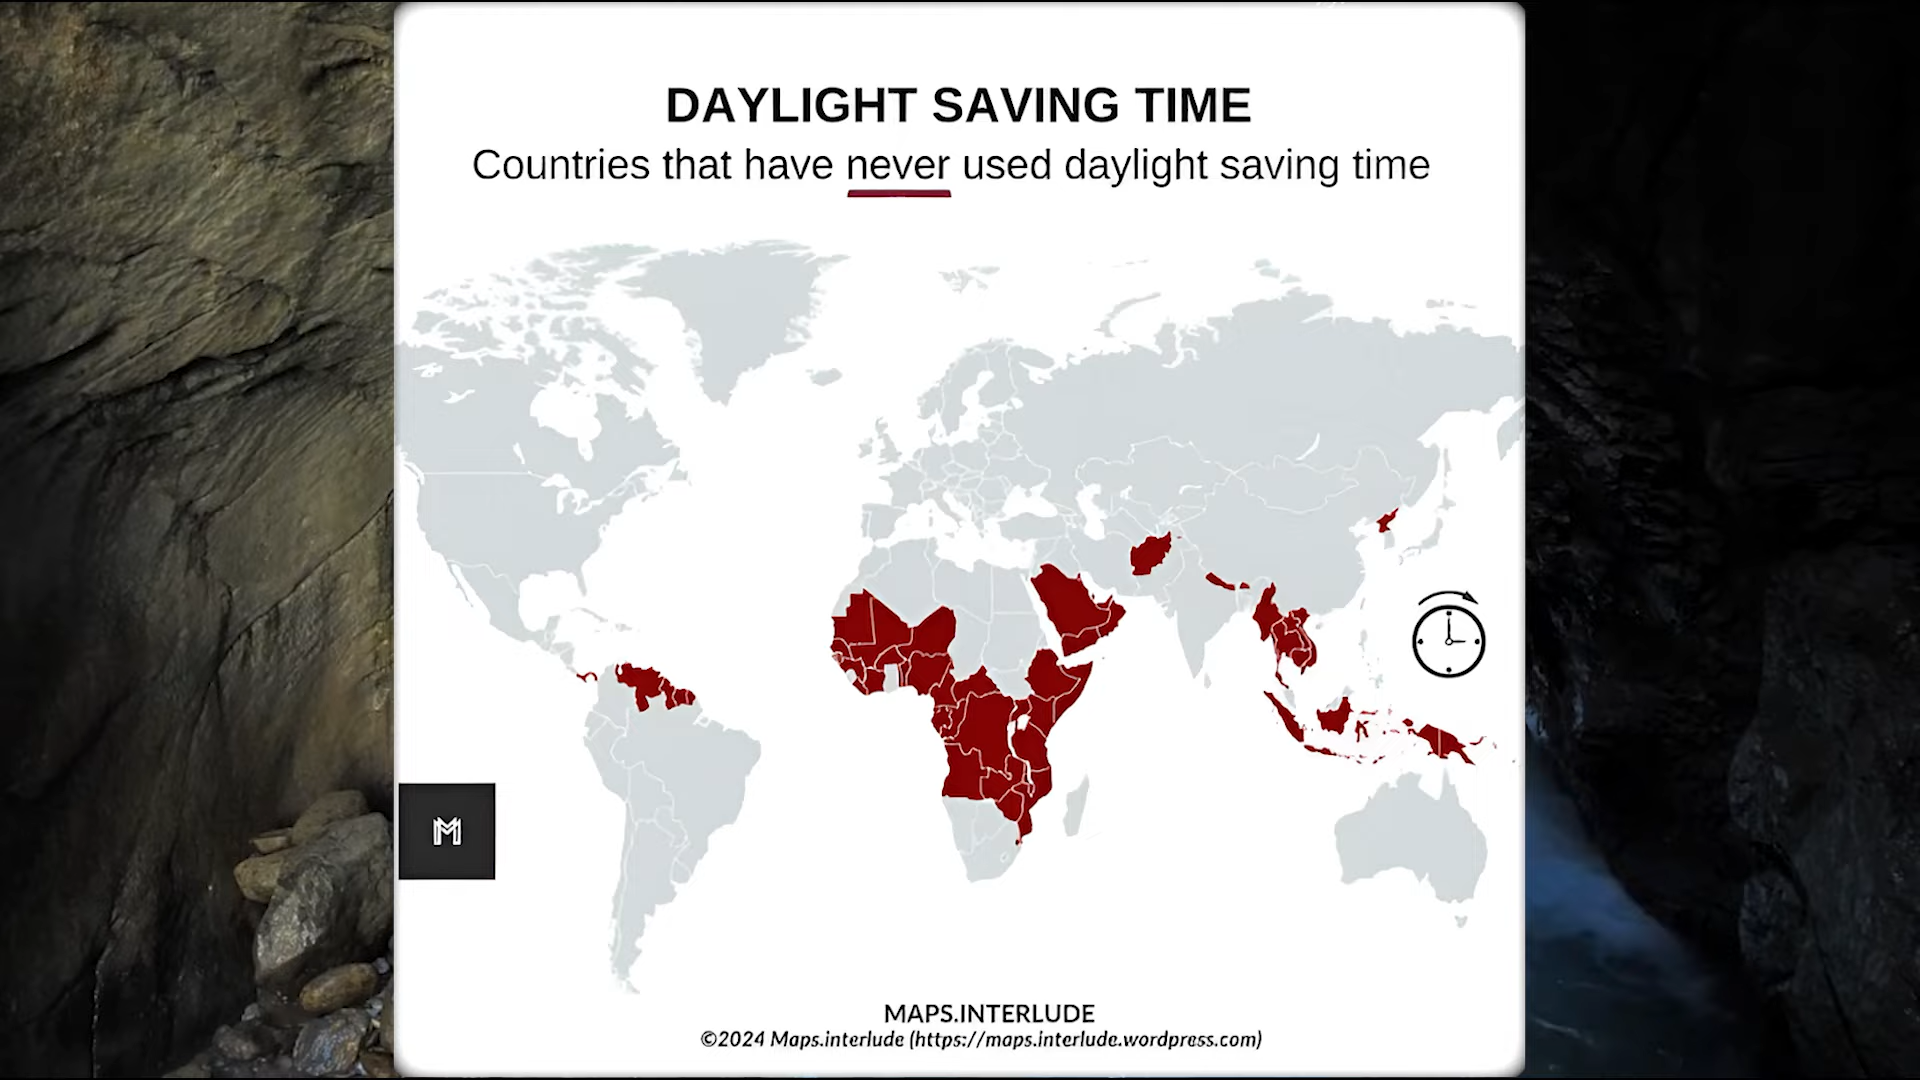 DAYLIGHT SAVING TIME
Countries that have never used daylight saving time
M
MAPS.INTERLUDE
©2024 Maps.interlude (https://maps.interlude.wordpress.com)